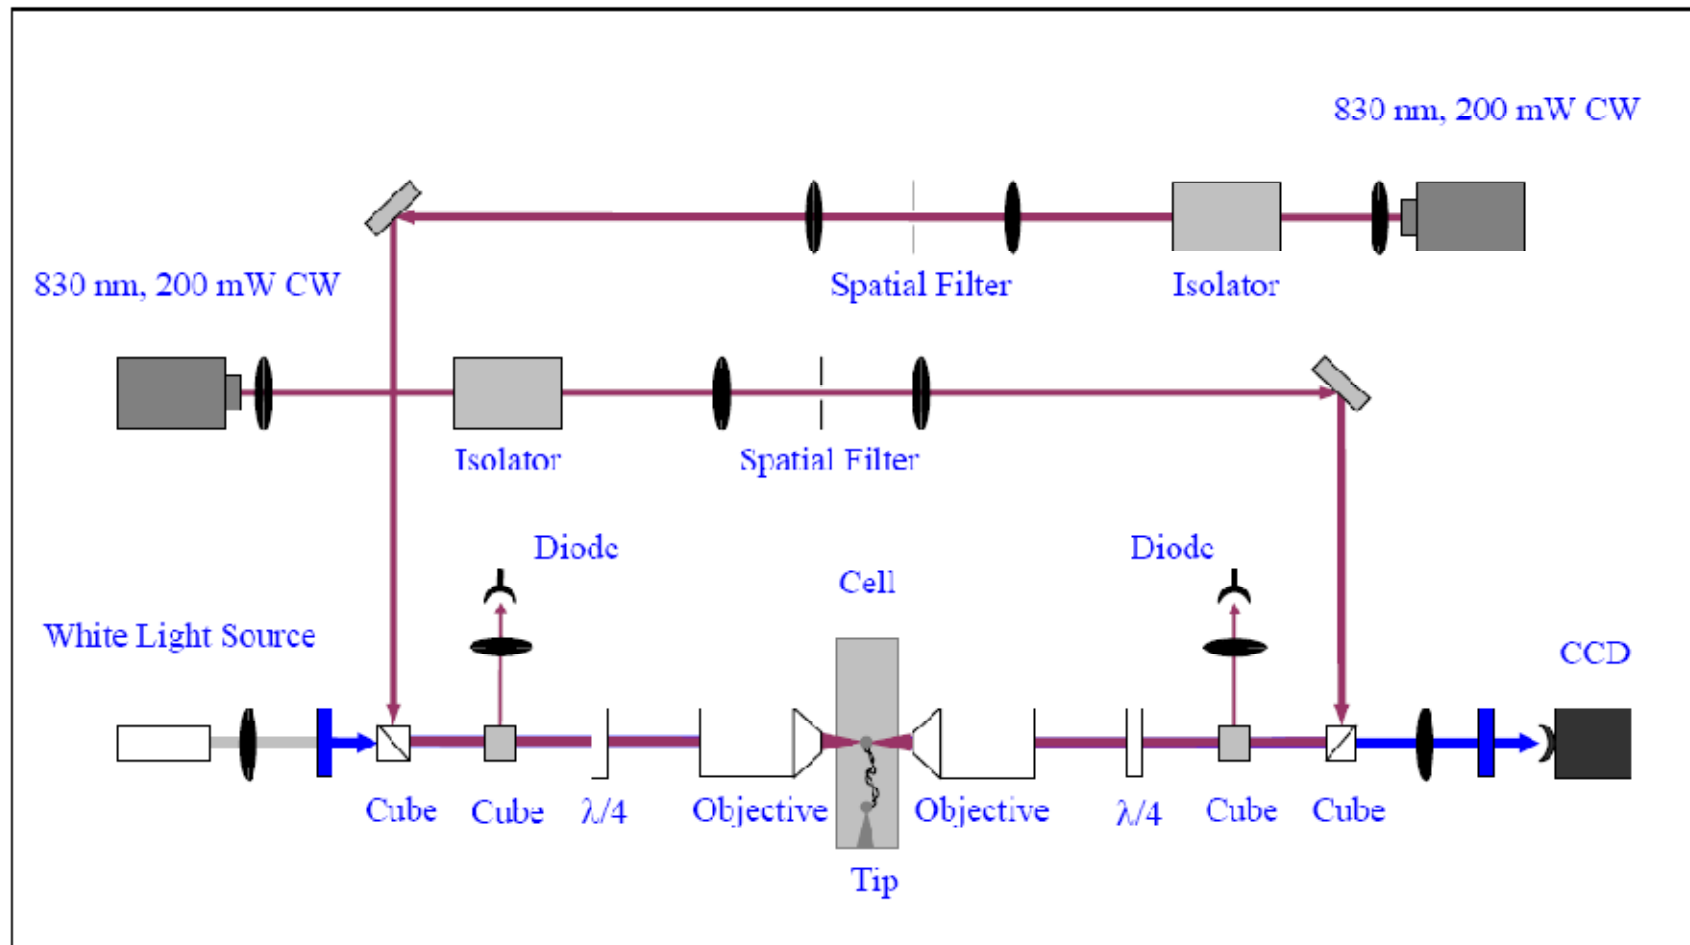 830 nm, 200 mW CW
830 nm, 200 mW CW
Spatial Filter
Isolator
Isolator
Spatial Filter
Diode
Diode
Cell
White Light Source
CCD
Cube
Cube
λ/4
Objective
Objective
λ/4
Cube
Cube
Tip